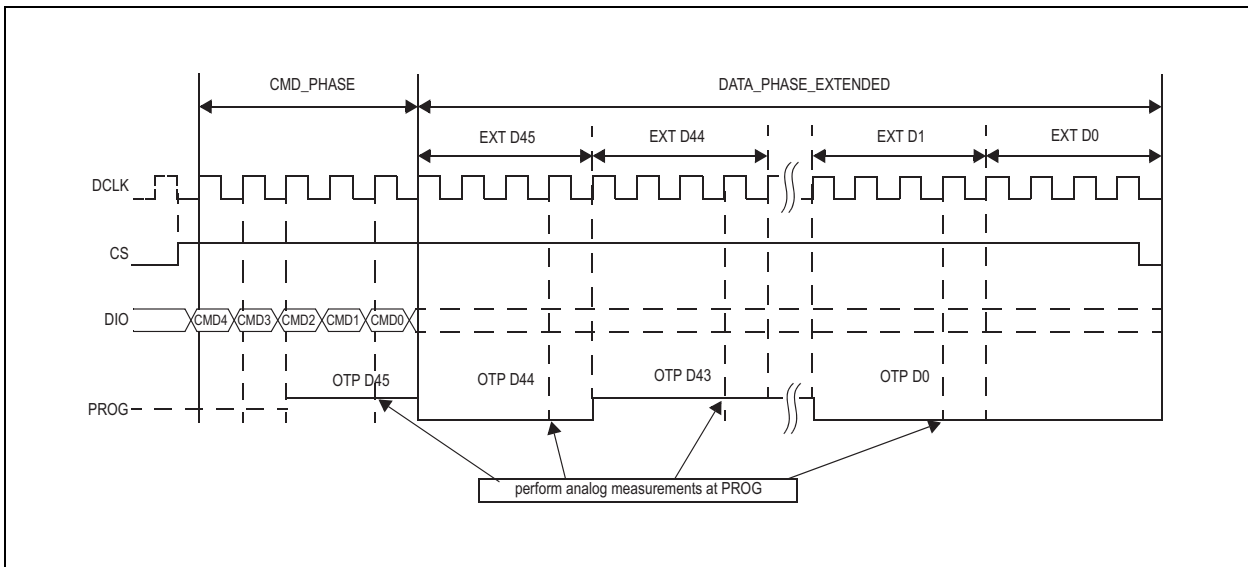 CMD_PHASE
DATA_PHASE_EXTENDED
EXT D45
EXT D44
EXT D1
EXT D0
DCLK
CS
DIO
CMD4
CMD3
CMD2
CMD1
CMD0
OTP D45
OTP D44
OTP D43
OTP D0
PROG
perform analog measurements at PROG